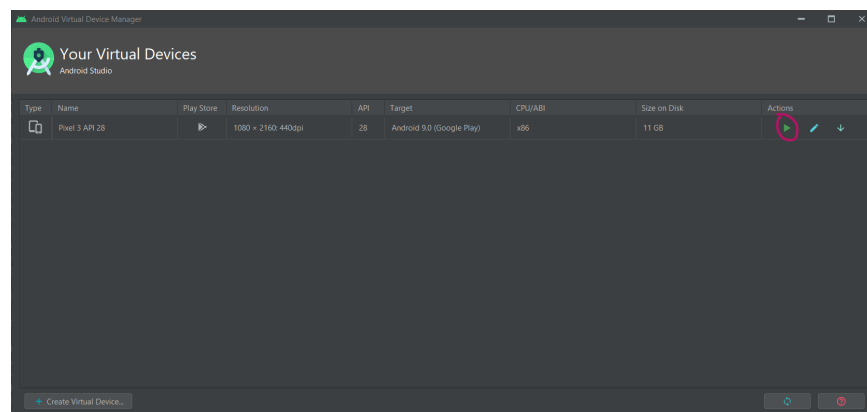 Android Virtual Device Manager
Your Virtual Devices
Android Studio
Type Name Play Store Resolution API Target CPU/ABI Size on Disk Actions
Pixel 3 API 28 1080 × 2160: 440dpi 28 Android 9.0 (Google Play) x86 11 GB
+ Create Virtual Device...